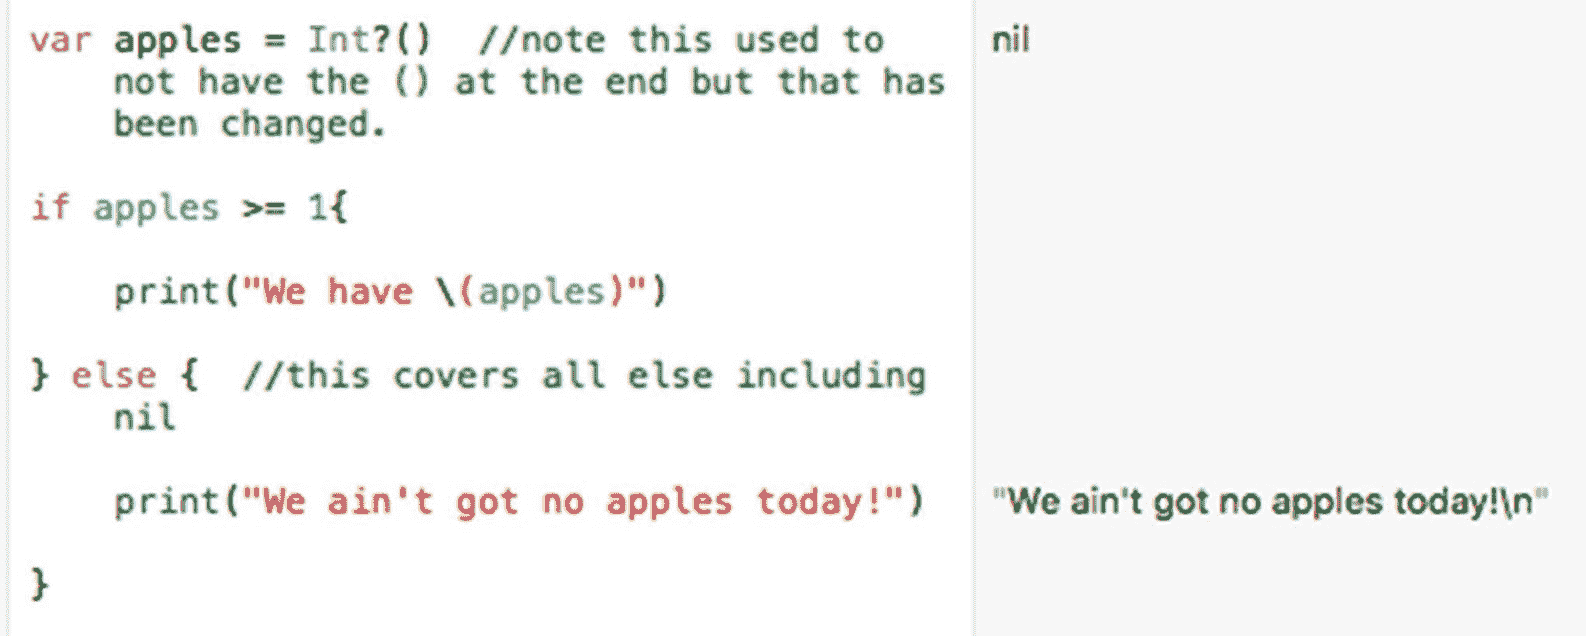 var apples = Int?()  //note this used to nil
not have the () at the end but that has
been changed.
if apples >= 1{
print("We have \(apples)")
} else {  //this covers all else including
nil
print("We ain't got no apples today!") "We ain't got no apples today!\n"
}